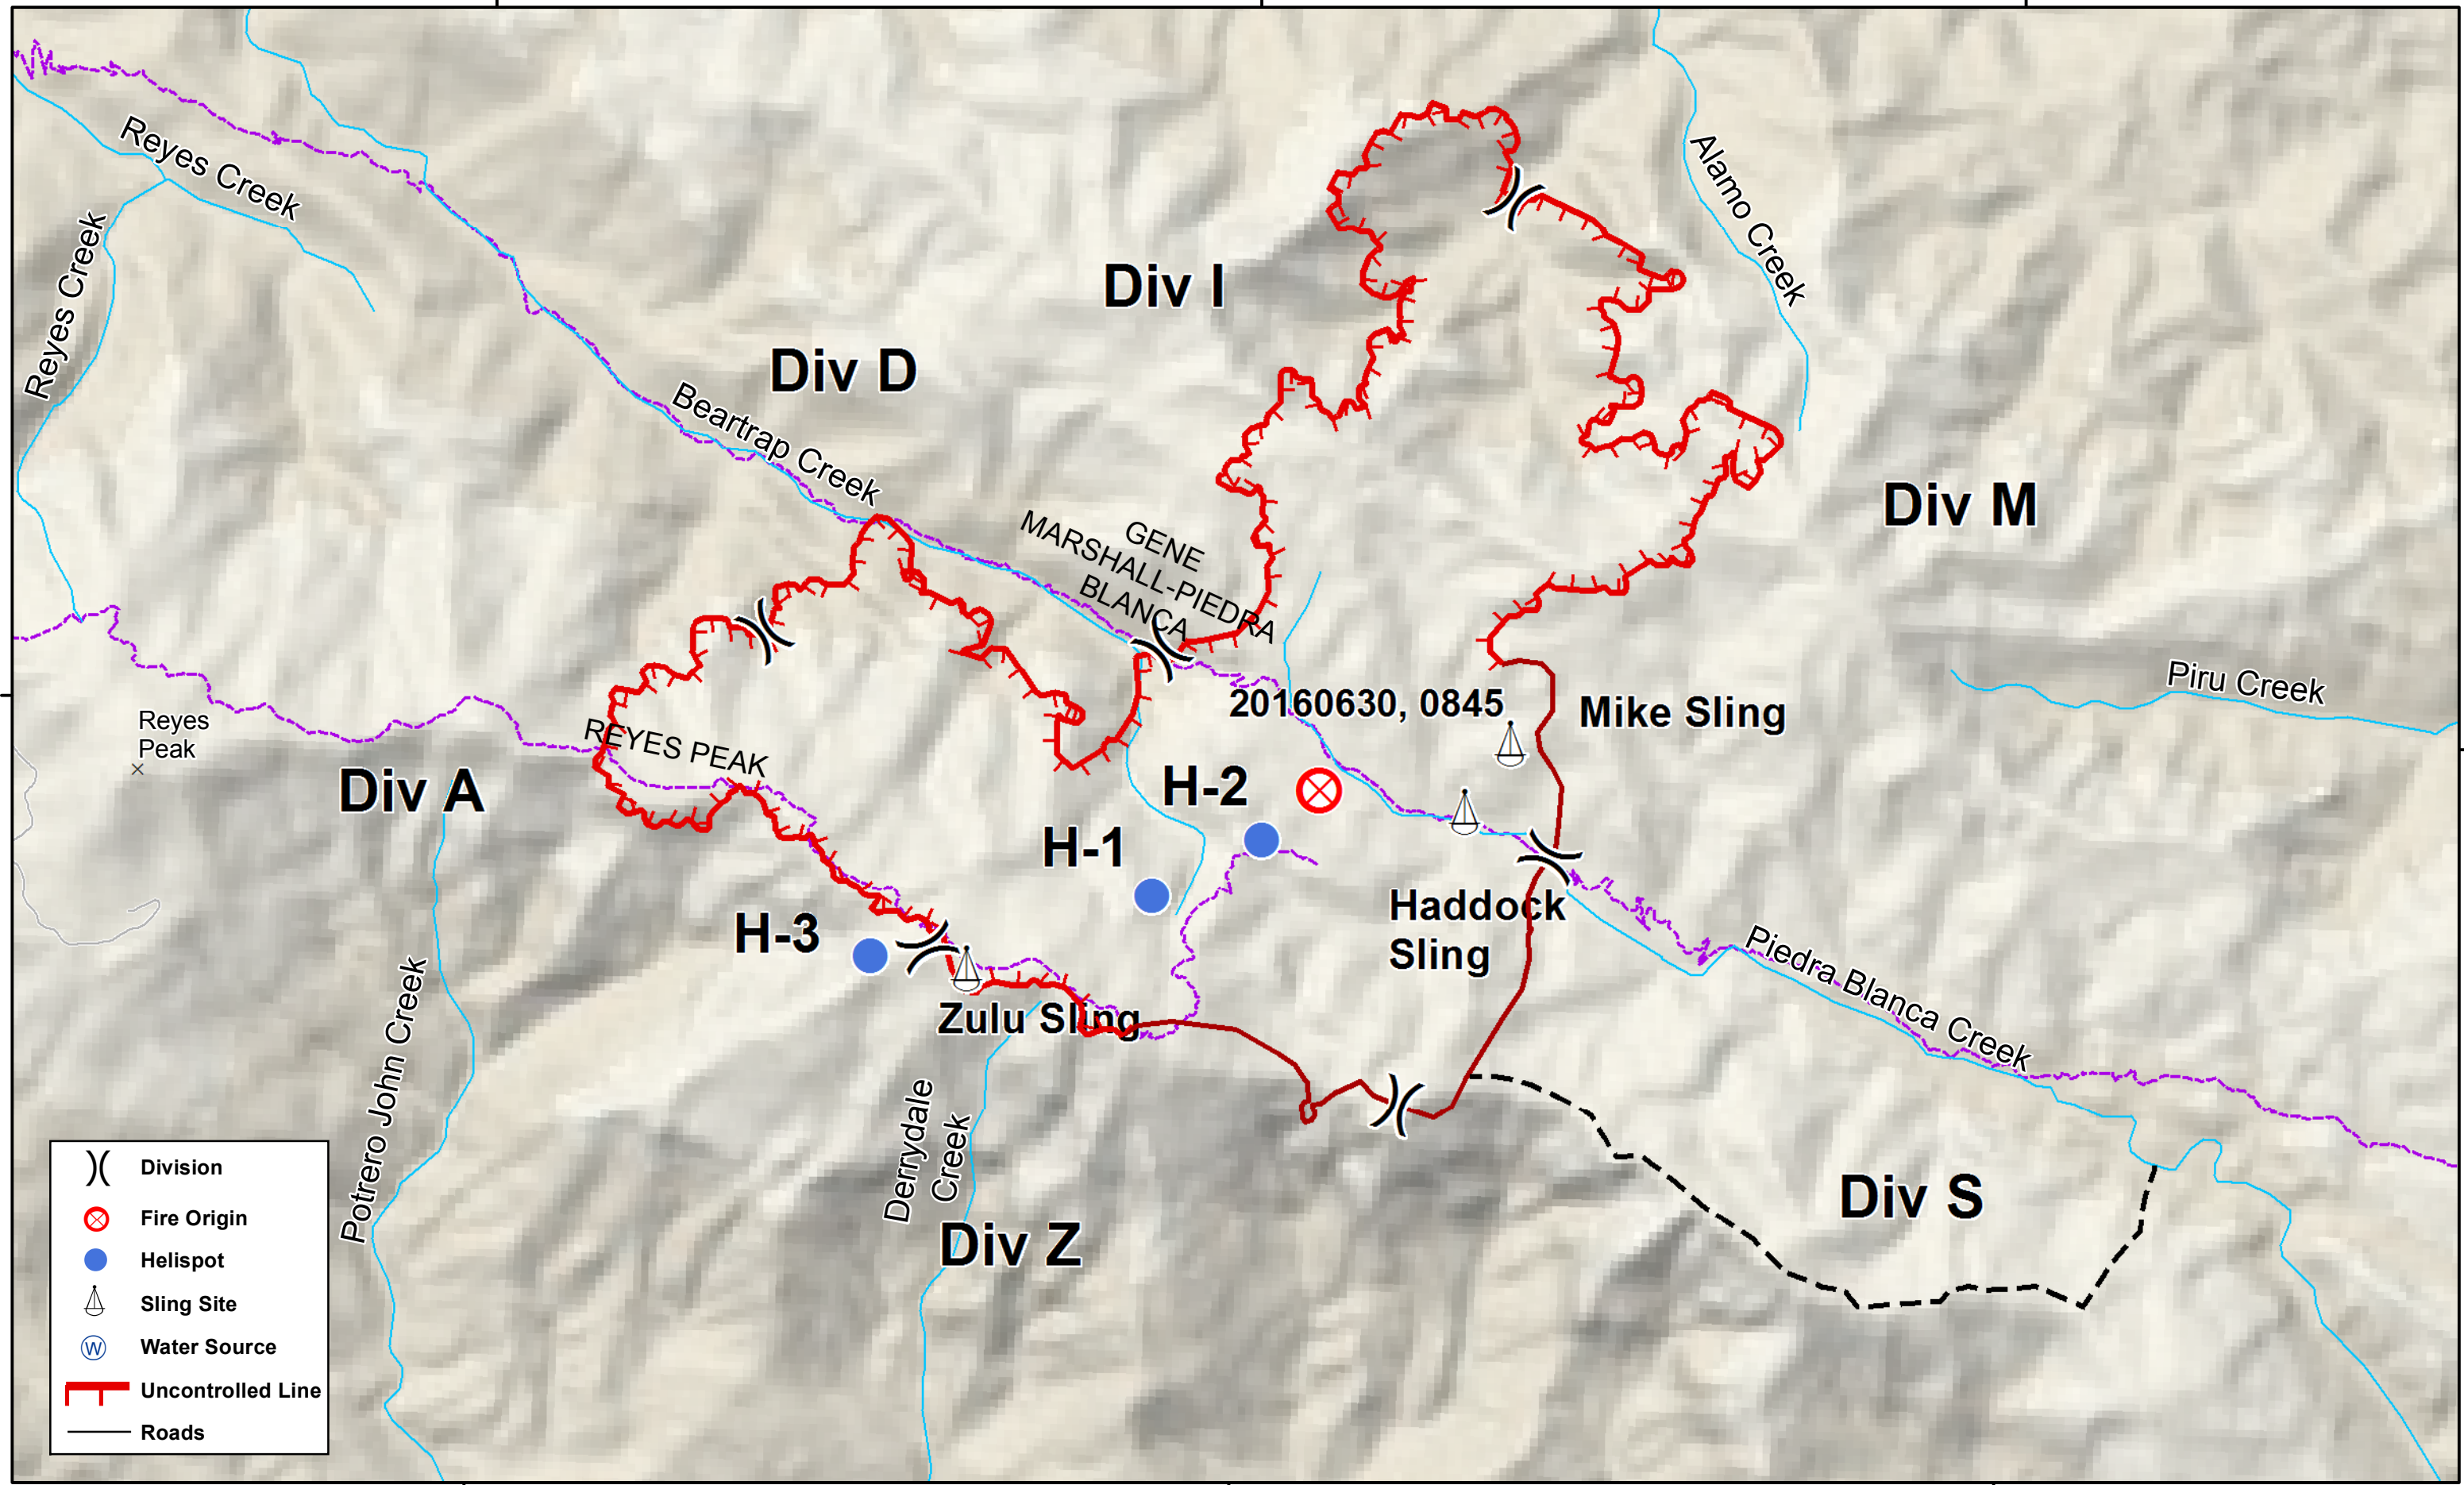 Reyes Creek
Reyes Creek
Alamo Creek
Div I
Div D
Beartrap Creek
Div M
GENE
MARSHALL-PIEDRA
BLANCA
Piru Creek
20160630, 0845
Mike Sling
Reyes
Peak
REYES PEAK
Div A
H-2
H-1
H-3
Haddock
Sling
Zulu Sling
Piedra Blanca Creek
Potrero John Creek
Derrydale
Creek
Div S
Div Z
Division
Fire Origin
Helispot
Sling Site
W Water Source
Uncontrolled Line
Roads